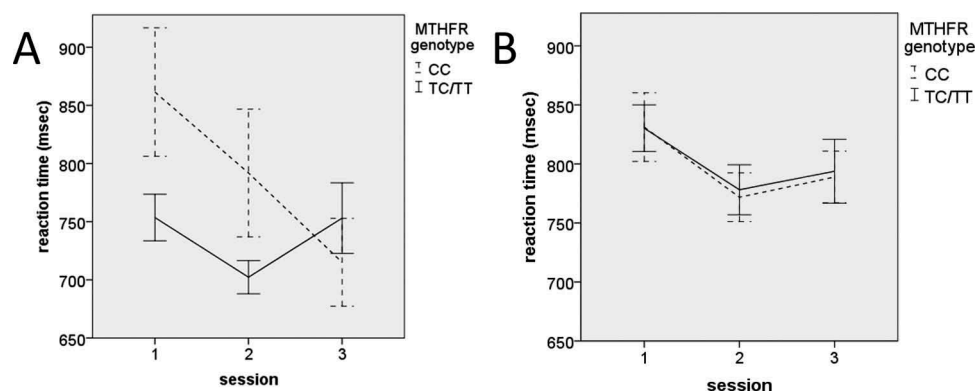 A
reaction time (msec)
900
850
800
750
700
650
1
2
3
session
MTHFR
genotype
CC
TC/TT
B
reaction time (msec)
900
850
800
750
700
650
1
2
3
session
MTHFR
genotype
CC
TC/TT